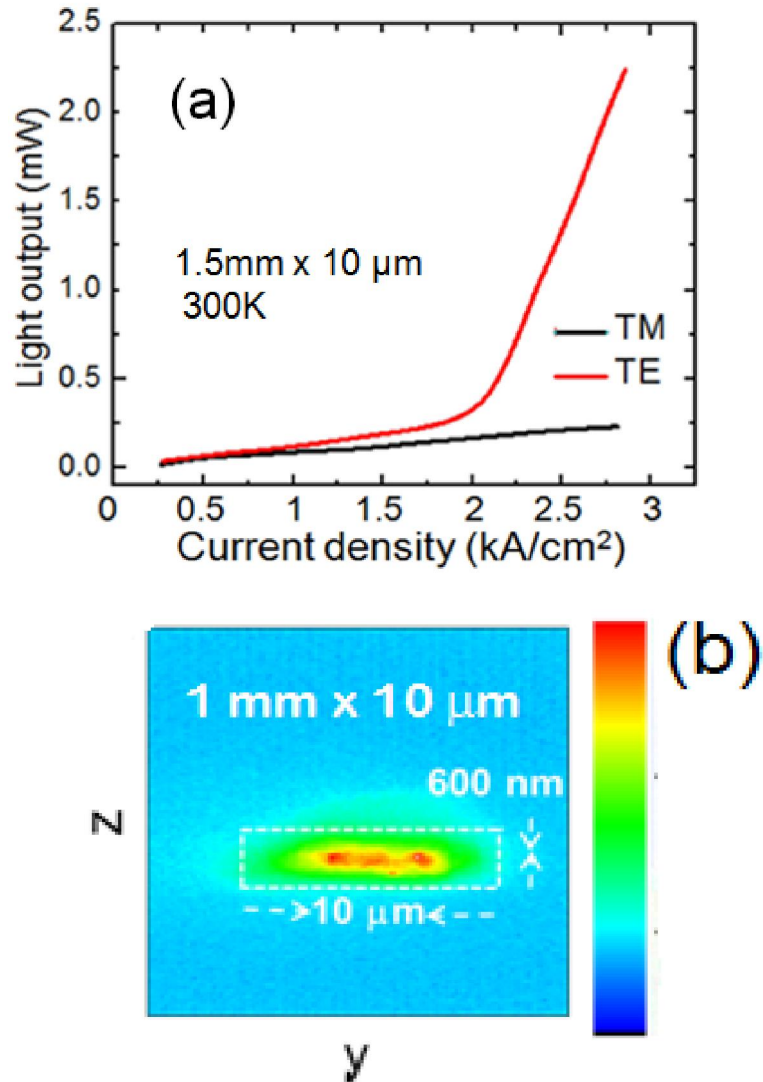 2.5
2.0
1.5
1.0
0.5
0.0
Light output (mW)
(a)
1.5mm x 10 µm
300K
TM
TE
0 0.5 1 1.5 2 2.5 3
Current density (kA/cm²)
(b)
1 mm x 10 µm
600 nm
10 µm
z
y